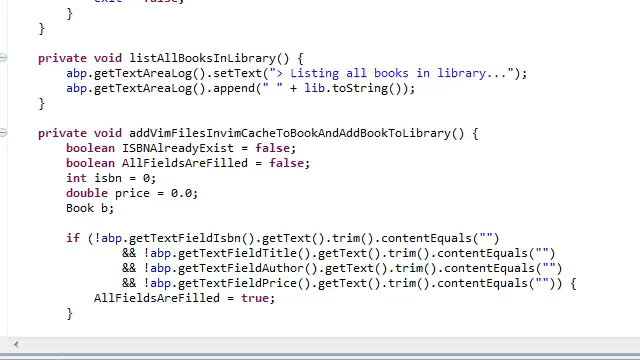 exit = false;
}
}
private void listAllBooksInLibrary() {
abp.getTextAreaLog().setText("> Listing all books in library...");
abp.getTextAreaLog().append(" " + lib.toString());
}
private void addVimFilesInvimCacheToBookAndAddBookToLibrary() {
boolean ISBNAlreadyExist = false;
boolean AllFieldsAreFilled = false;
int isbn = 0;
double price = 0.0;
Book b;
if (!abp.getTextFieldIsbn().getText().trim().contentEquals("")
&& !abp.getTextFieldTitle().getText().trim().contentEquals("")
&& !abp.getTextFieldAuthor().getText().trim().contentEquals("")
&& !abp.getTextFieldPrice().getText().trim().contentEquals("")) {
AllFieldsAreFilled = true;
}